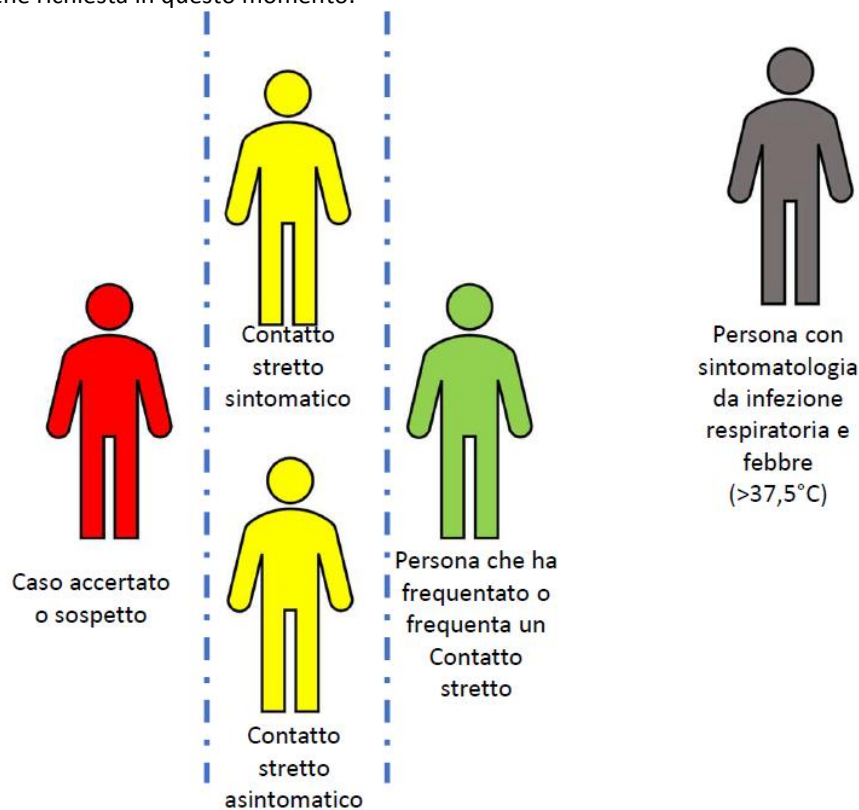 richiesta in questo momento.
Contatto
stretto
sintomatico
Persona con
sintomatologia
da infezione
respiratoria e
febbre
(>37,5°C)
Caso accertato
o sospetto
Persona che ha
frequentato o
frequenta un
Contatto
stretto
Contatto
stretto
asintomatico